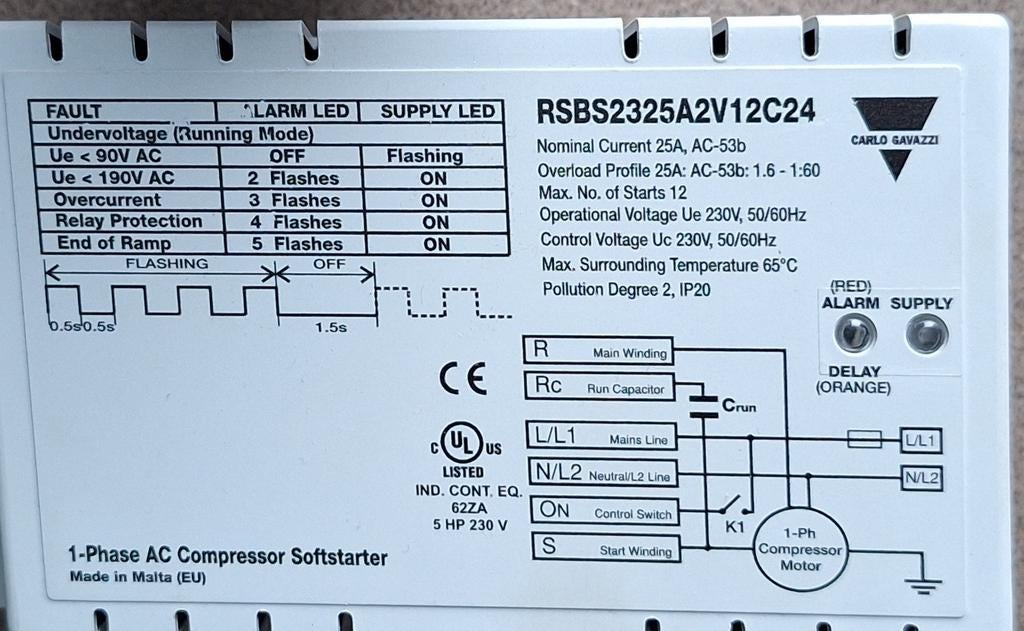 FAULT ALARM LED SUPPLY LED
Undervoltage (Running Mode)
Ue < 90V AC OFF Flashing
Ue < 190V AC 2 Flashes ON
Overcurrent 3 Flashes ON
Relay Protection 4 Flashes ON
End of Ramp 5 Flashes ON
FLASHING OFF
0.5s 0.5s 1.5s
RSBS2325A2V12C24
Nominal Current 25A, AC-53b
Overload Profile 25A: AC-53b: 1.6 - 1:60
Max. No. of Starts 12
Operational Voltage Ue 230V, 50/60Hz
Control Voltage Uc 230V, 50/60Hz
Max. Surrounding Temperature 65°C
Pollution Degree 2, IP20
CARLO GAVAZZI
(RED)
ALARM SUPPLY
DELAY
(ORANGE)
CE
C UL US
LISTED
IND. CONT. EQ.
62ZA
5 HP 230 V
R Main Winding
Rc Run Capacitor
Crun
L/L1 Mains Line L/L1
N/L2 Neutral/L2 Line N/L2
ON Control Switch
K1
S Start Winding
1-Ph
Compressor
Motor
1-Phase AC Compressor Softstarter
Made in Malta (EU)